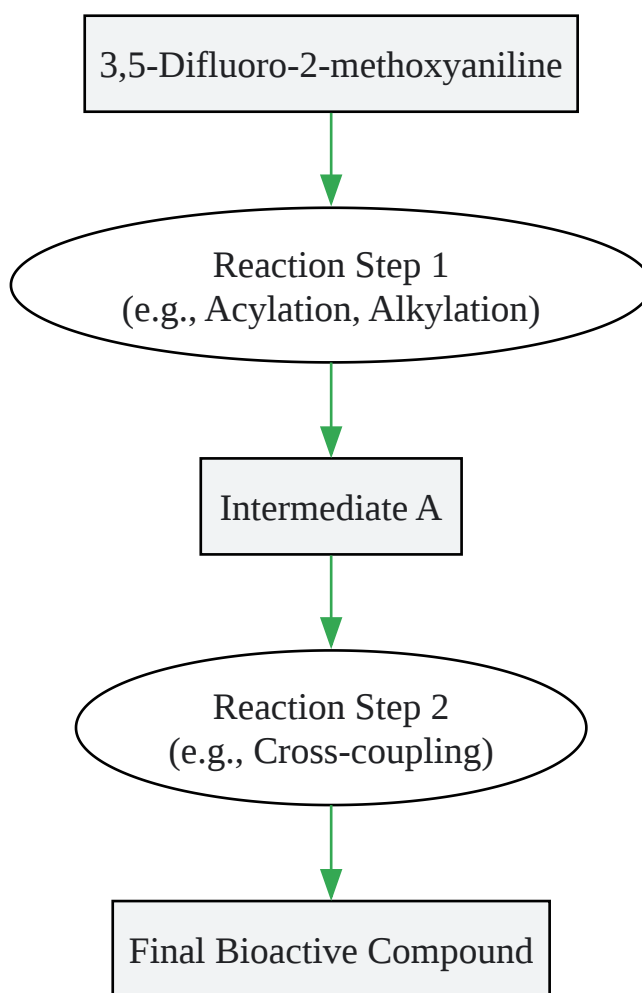 3,5-Difluoro-2-methoxyaniline
Reaction Step 1
(e.g., Acylation, Alkylation)
Intermediate A
Reaction Step 2
(e.g., Cross-coupling)
Final Bioactive Compound